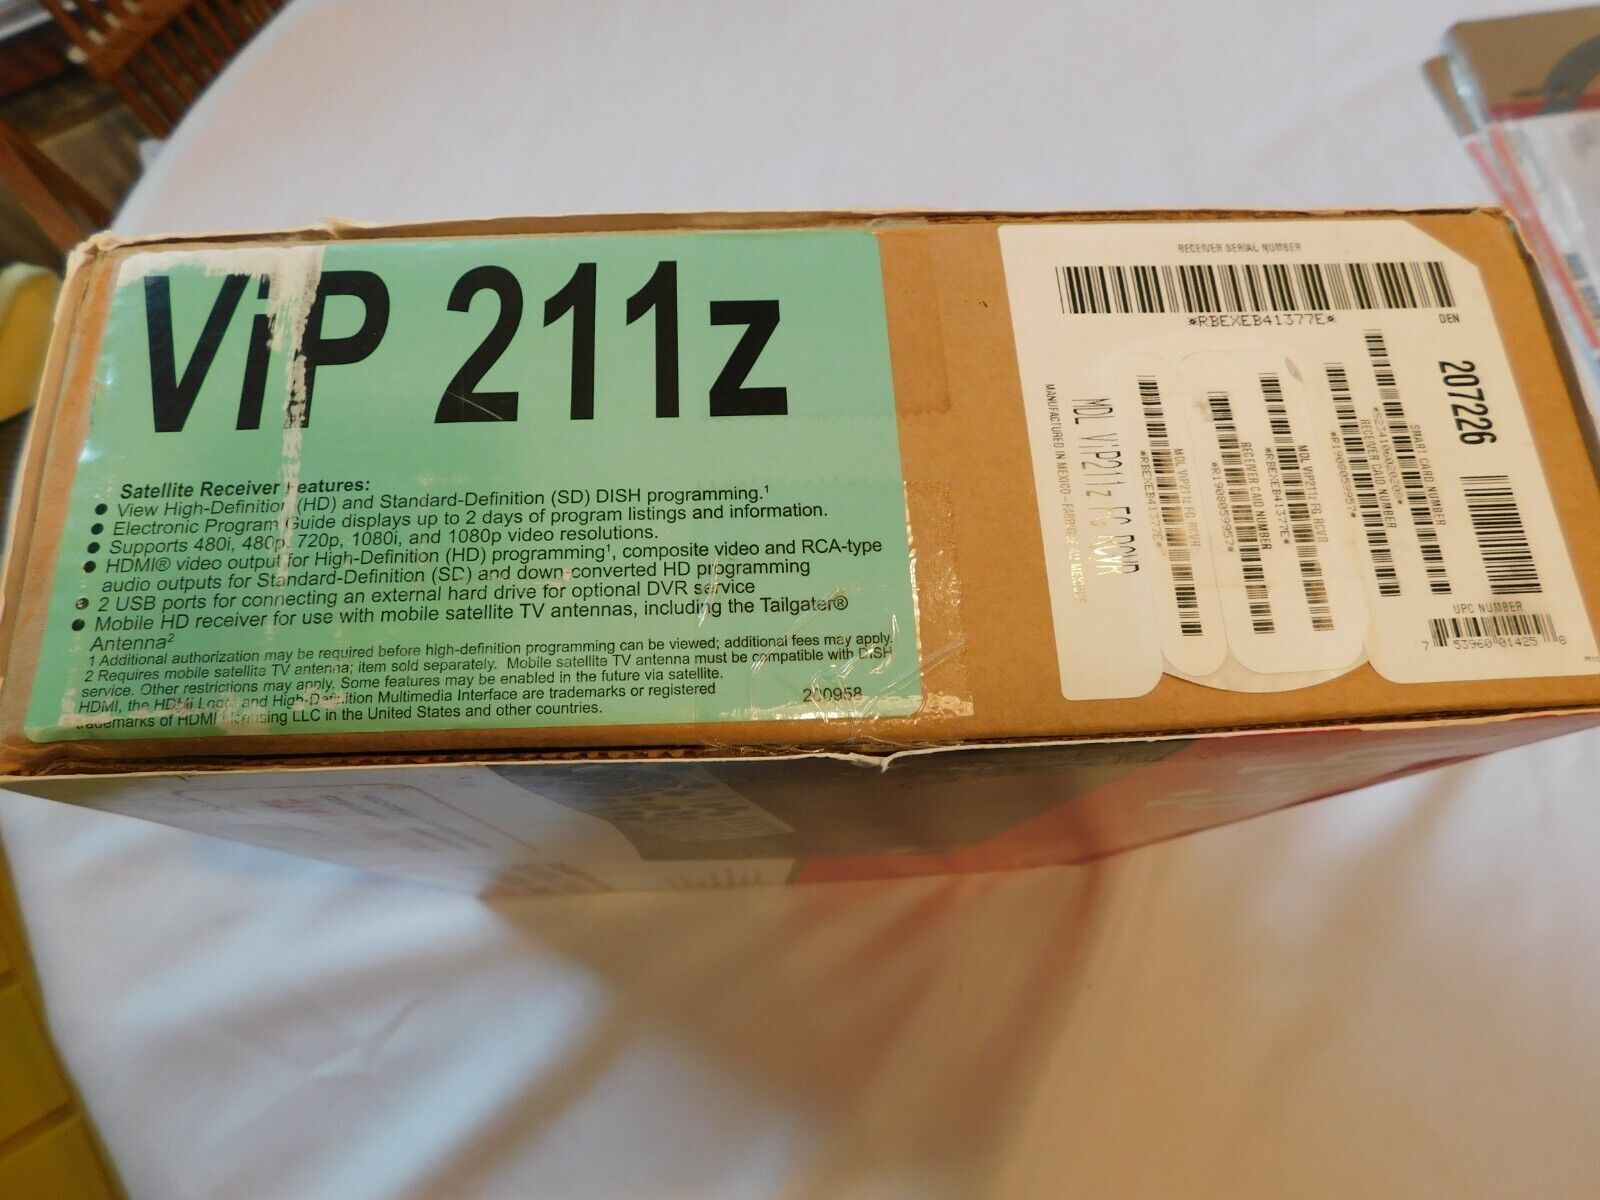 ViP 211z
Satellite Receiver Features:
● View High-Definition (HD) and Standard-Definition (SD) DISH programming.¹
● Electronic Program Guide displays up to 2 days of program listings and information.
● Supports 480i, 480p, 720p, 1080i, and 1080p video resolutions.
● HDMI® video output for High-Definition (HD) programming¹, composite video and RCA-type
audio outputs for Standard-Definition (SD) and down-converted HD programming
● 2 USB ports for connecting an external hard drive for optional DVR service
● Mobile HD receiver for use with mobile satellite TV antennas, including the Tailgater®
Antenna²
1 Additional authorization may be required before high-definition programming can be viewed; additional fees may apply.
2 Requires mobile satellite TV antenna; item sold separately. Mobile satellite TV antenna must be compatible with DISH
service. Other restrictions may apply. Some features may be enabled in the future via satellite.
HDMI, the HDMI Logo, and High-Definition Multimedia Interface are trademarks or registered
trademarks of HDMI Licensing LLC in the United States and other countries.
200958
RECEIVER SERIAL NUMBER
*RBEXEB41377E*
DEN
207226
SMART CARD NUMBER
RECEIVER CAID NUMBER
*R1908059957*
MDL VIP211z FG RCVR
*RBEXEB41377E*
RECEIVER CAID NUMBER
*R1908059957*
MDL VIP211z FG RCVR
*RBEXEB41377E*
MDL VIP211z FG RCVR
MANUFACTURED IN MEXICO-
UPC NUMBER
7 53960 01425 8